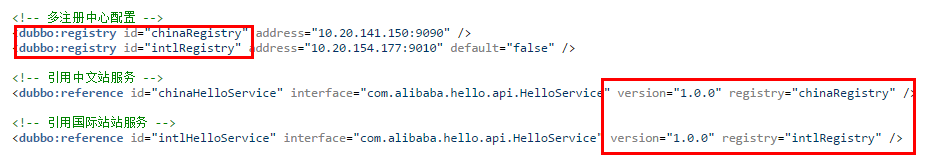 <!-- 多注册中心配置 -->
<dubbo:registry id="chinaRegistry" address="10.20.141.150:9090" />
<dubbo:registry id="intlRegistry" address="10.20.154.177:9010" default="false" />
<!-- 引用中文站服务 -->
<dubbo:reference id="chinaHelloService" interface="com.alibaba.hello.api.HelloService" version="1.0.0" registry="chinaRegistry" />
<!-- 引用国际站站服务 -->
<dubbo:reference id="intlHelloService" interface="com.alibaba.hello.api.HelloService" version="1.0.0" registry="intlRegistry" />